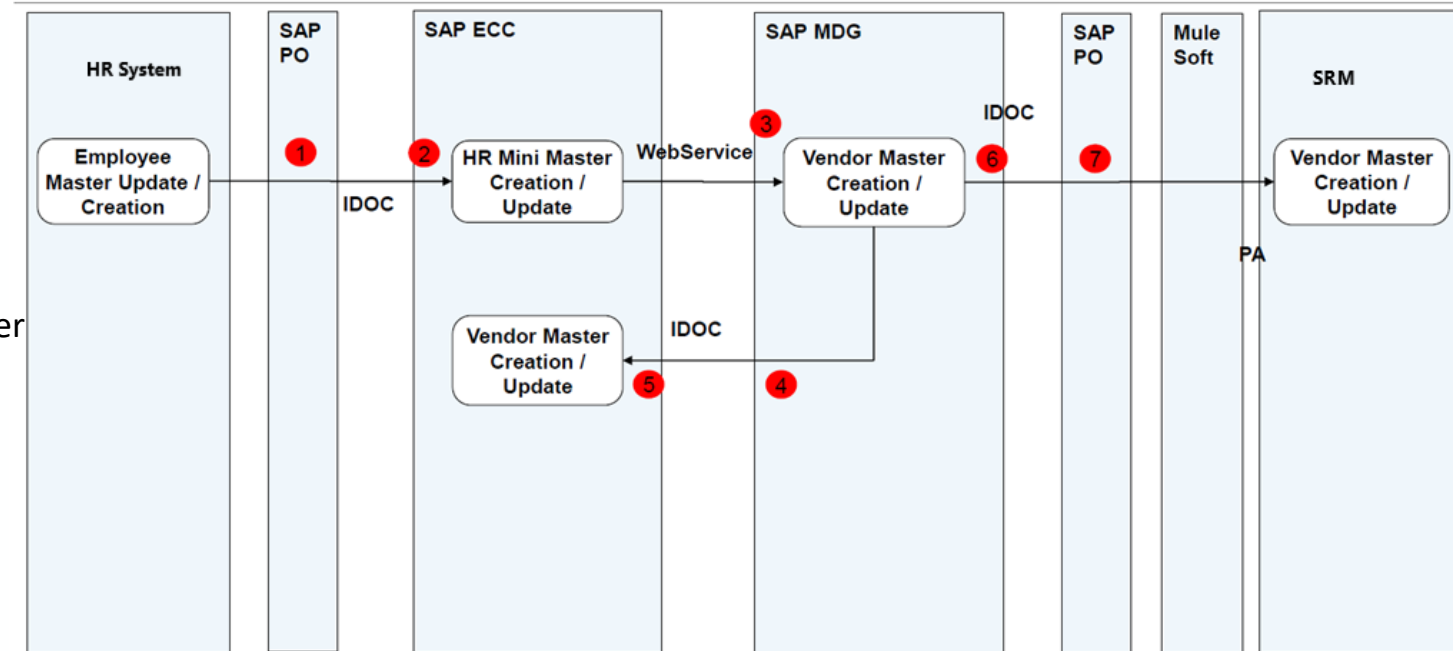 HR System
SAP
PO
SAP ECC
SAP MDG
SAP
PO
Mule
Soft
SRM
Employee
Master Update /
Creation
1
IDOC
2
HR Mini Master
Creation /
Update
WebService
3
Vendor Master
Creation /
Update
IDOC
6
7
Vendor Master
Creation /
Update
PA
er
Vendor Master
Creation /
Update
IDOC
5
4